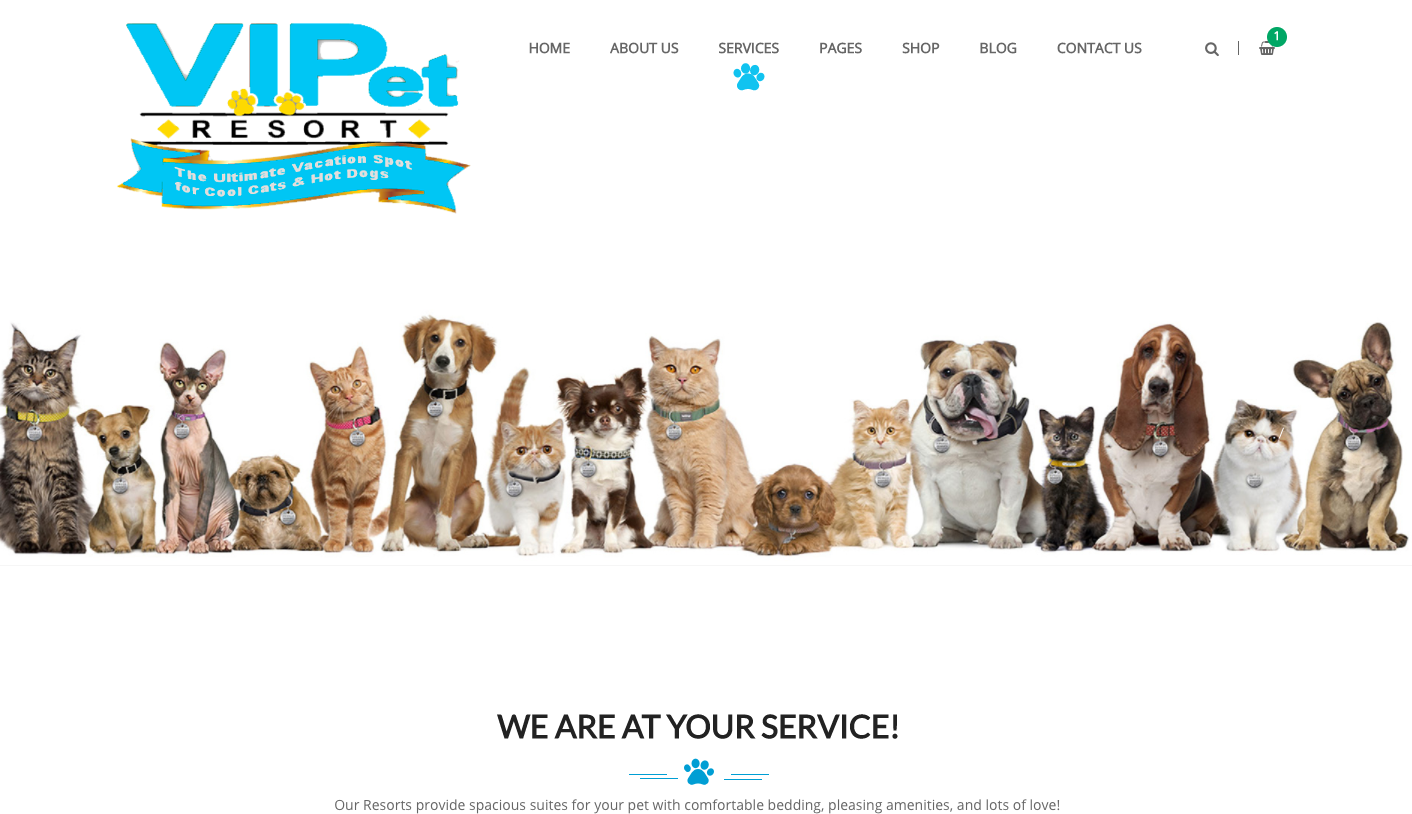 VIPet
RESORT
The Ultimate Vacation Spot
for Cool Cats & Hot Dogs
HOME
ABOUT US
SERVICES
PAGES
SHOP
BLOG
CONTACT US
1
WE ARE AT YOUR SERVICE!
Our Resorts provide spacious suites for your pet with comfortable bedding, pleasing amenities, and lots of love!